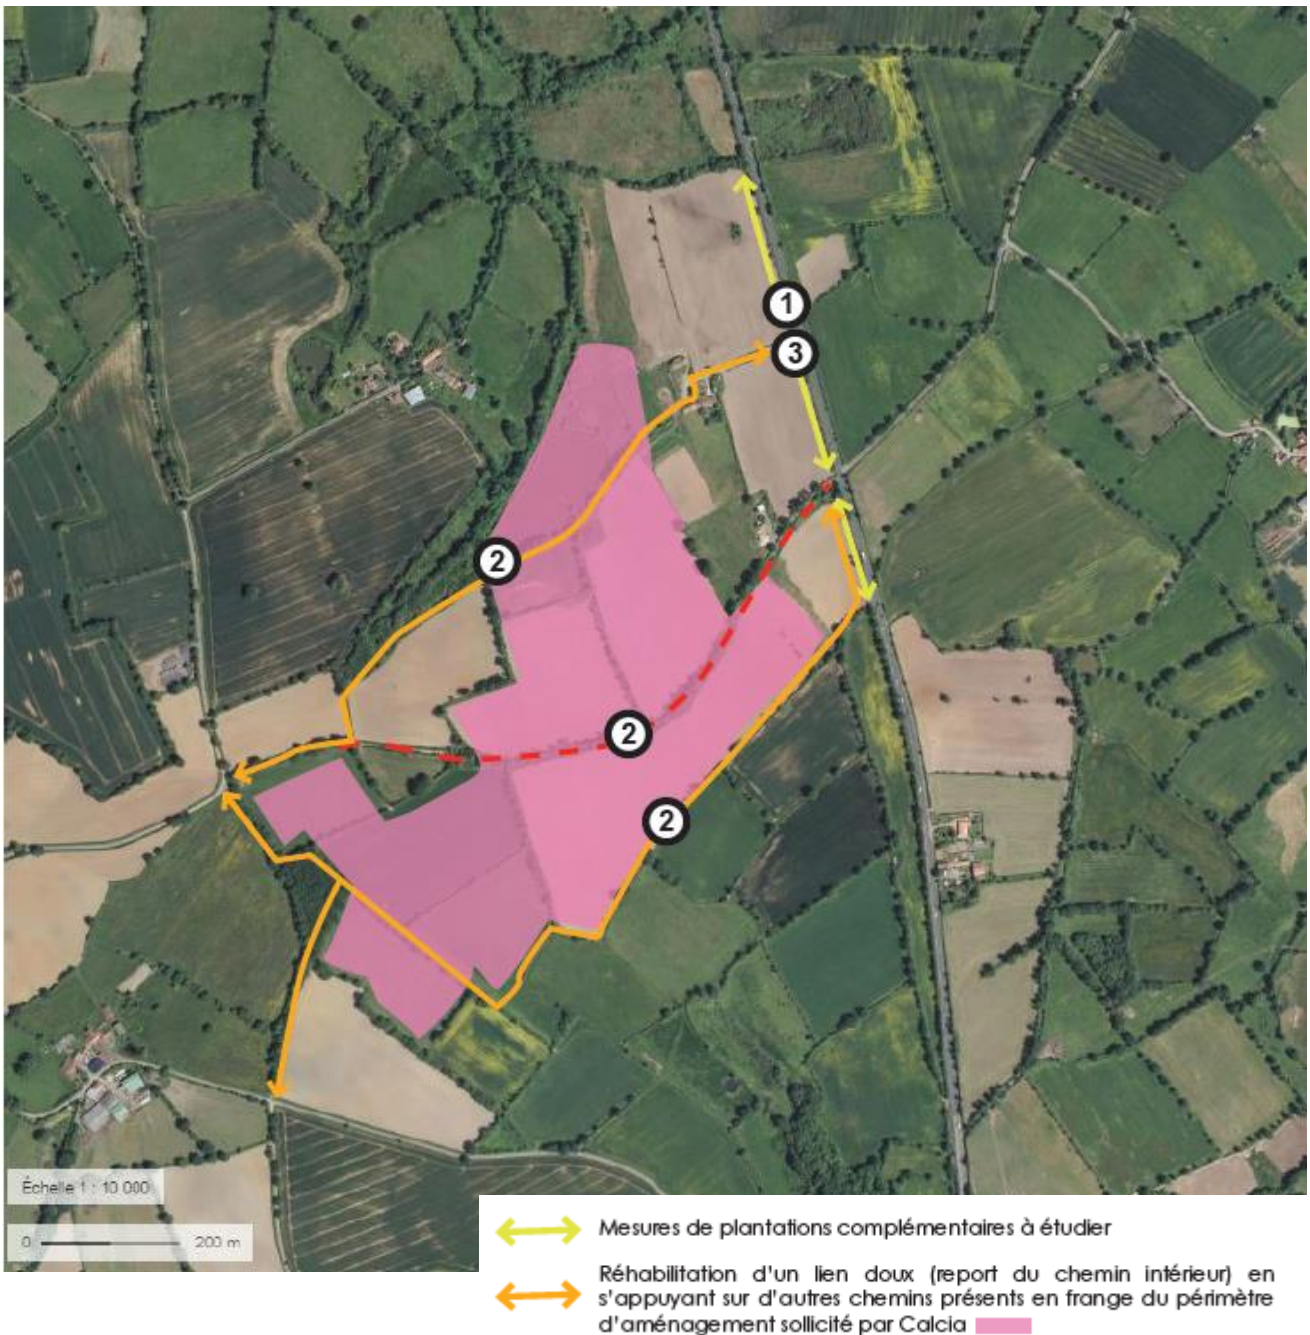 1
3
2
2
2
Échelle 1 : 10 000
0 200 m
Mesures de plantations complémentaires à étudier
Réhabilitation d'un lien doux (report du chemin intérieur) en
s'appuyant sur d'autres chemins présents en frange du périmètre
d'aménagement sollicité par Calcia